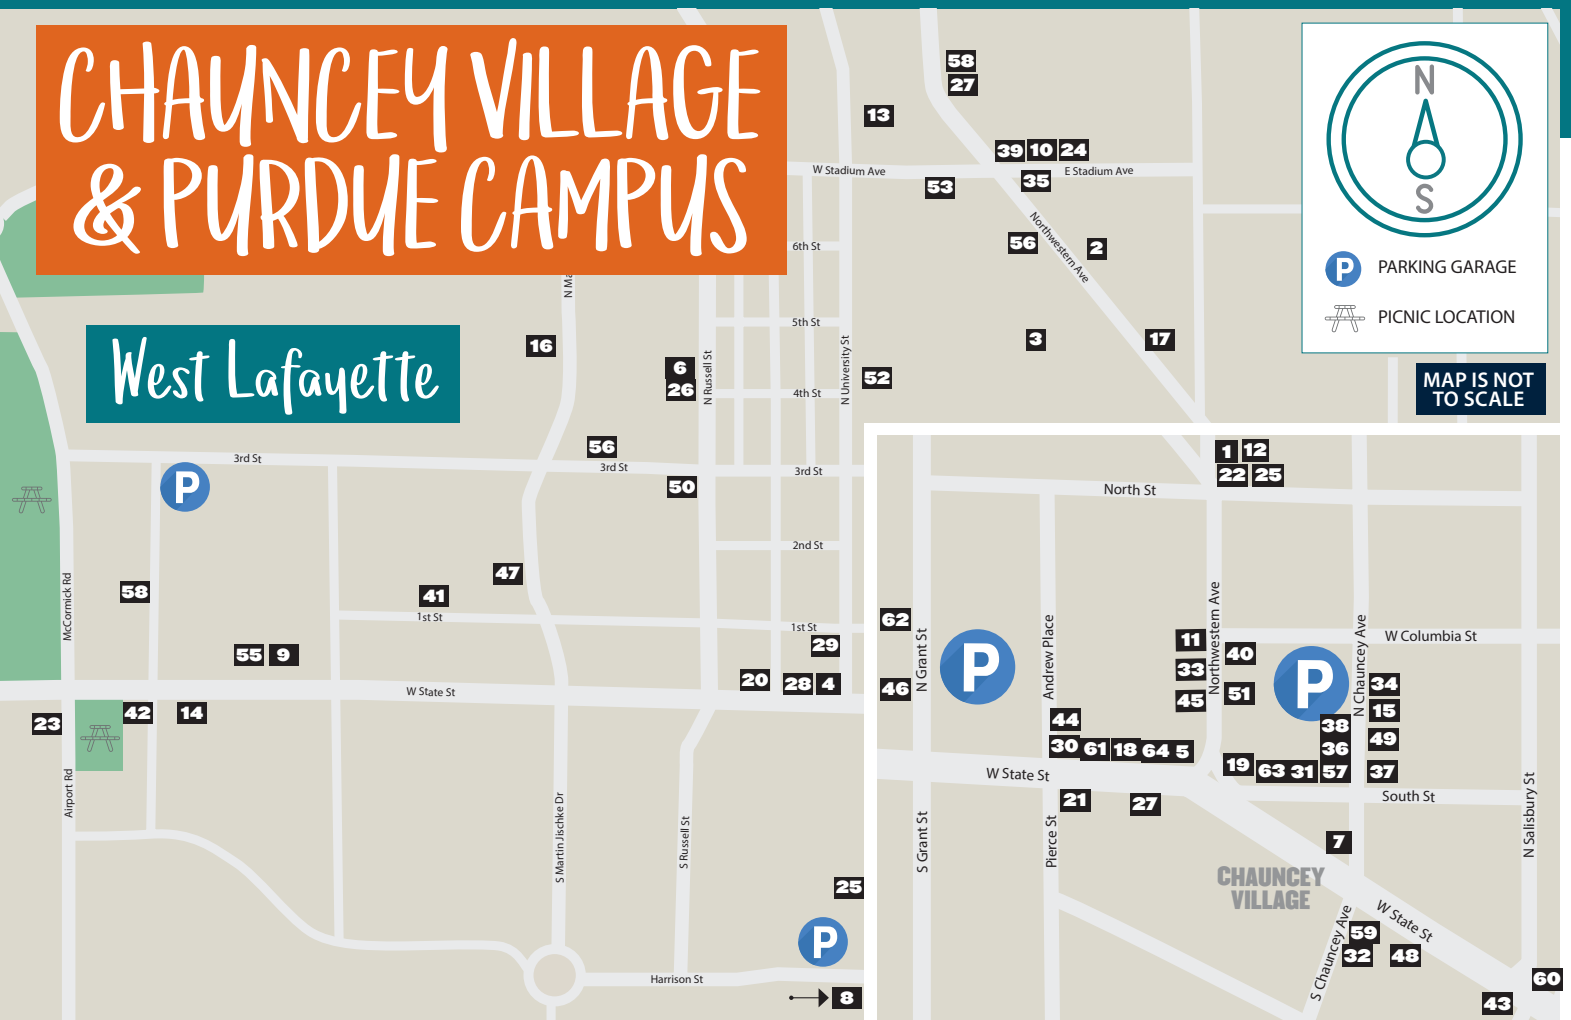 CHAUNCEY VILLAGE
& PURDUE CAMPUS
West Lafayette
N
S
PARKING GARAGE
PICNIC LOCATION
MAP IS NOT
TO SCALE
58
27
13
39 10 24
W Stadium Ave
E Stadium Ave
53
35
6th St
56
Northwestern Ave
2
N Ma
5th St
16
3
17
6
26
N Russell St
N University St
52
4th St
56
3rd St
3rd St
3rd St
P
50
2nd St
47
58
41
McCormick Rd
1st St
1st St
29
55 9
20
28 4
W State St
23
42
14
Airport Rd
S Martin Jischke Dr
S Russell St
25
P
Harrison St
8
1 12
22 25
North St
62
N Grant St
P
Andrew Place
Northwestern Ave
11
40
W Columbia St
33
P
N Chauncey Ave
46
45
51
34
15
44
38
49
30 61 18 64 5
36
19
63 31 57
37
W State St
South St
21
27
S Grant St
Pierce St
N Salisbury St
7
CHAUNCEY
VILLAGE
W State St
S Chauncey Ave
59
32
48
60
43